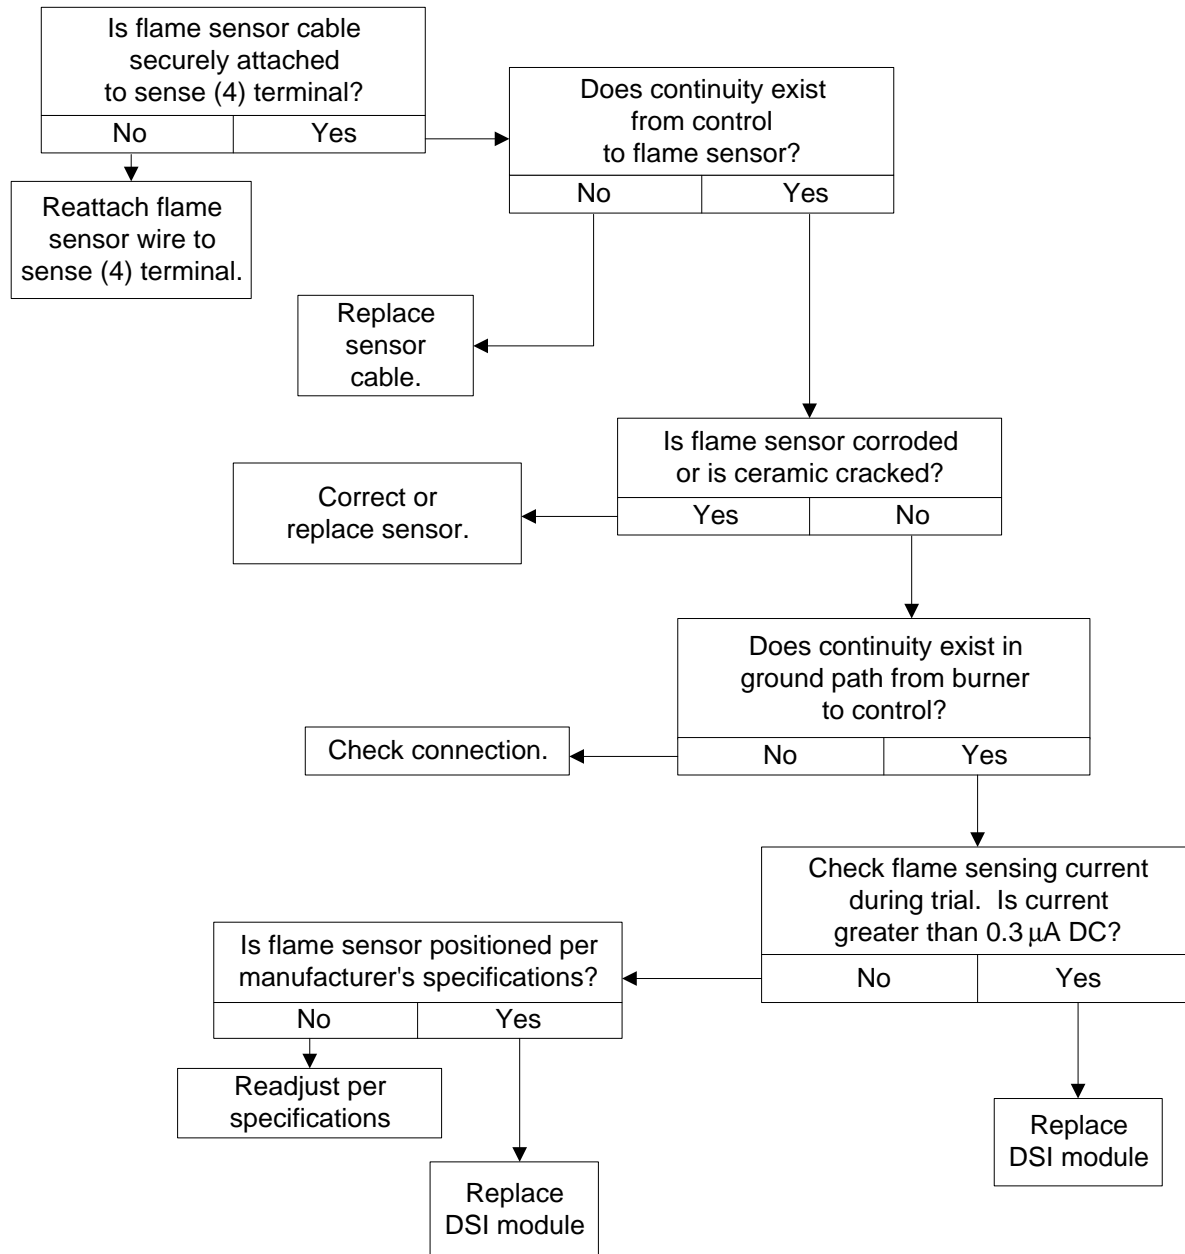 Is flame sensor cable
securely attached
to sense (4) terminal?
No
Yes
Reattach flame
sensor wire to
sense (4) terminal.
Does continuity exist
from control
to flame sensor?
No
Yes
Replace
sensor
cable.
Is flame sensor corroded
or is ceramic cracked?
Yes
No
Correct or
replace sensor.
Does continuity exist in
ground path from burner
to control?
No
Yes
Check connection.
Check flame sensing current
during trial. Is current
greater than 0.3 μA DC?
No
Yes
Is flame sensor positioned per
manufacturer's specifications?
No
Yes
Readjust per
specifications
Replace
DSI module
Replace
DSI module